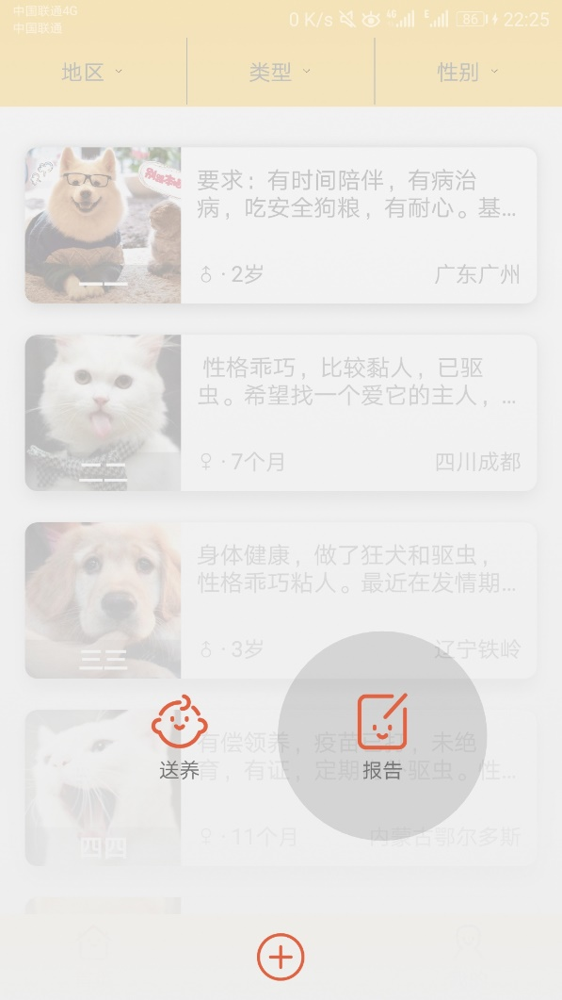 中国联通4G
中国联通
0 K/s
4G
E
86
22:25
地区
类型
性别
一一
要求：有时间陪伴，有病治
病，吃安全狗粮，有耐心。基...
♂ · 2岁
广东广州
二二
性格乖巧，比较黏人，已驱
虫。希望找一个爱它的主人，...
♀ · 7个月
四川成都
三三
身体健康，做了狂犬和驱虫，
性格乖巧粘人。最近在发情期...
♂ · 3岁
辽宁铁岭
四四
有偿领养，疫苗已打，未绝
育，有证，定期
驱虫。性...
♀ · 11个月
内蒙古鄂尔多斯
送养
报告